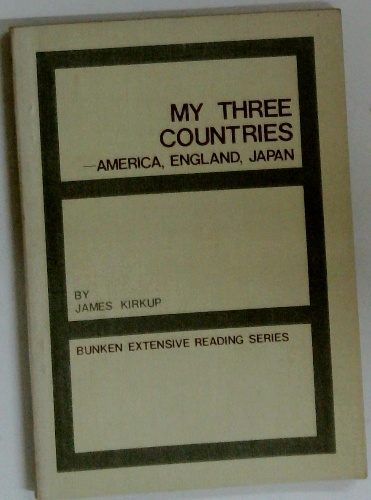 MY THREE
COUNTRIES
—AMERICA, ENGLAND, JAPAN
BY
JAMES KIRKUP
BUNKEN EXTENSIVE READING SERIES